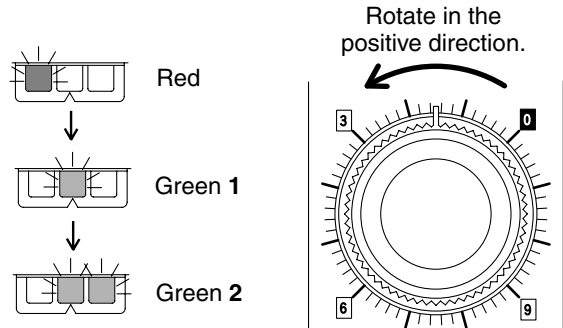 Rotate in the
positive direction.
Red
Green 1
Green 2
3
0
6
9